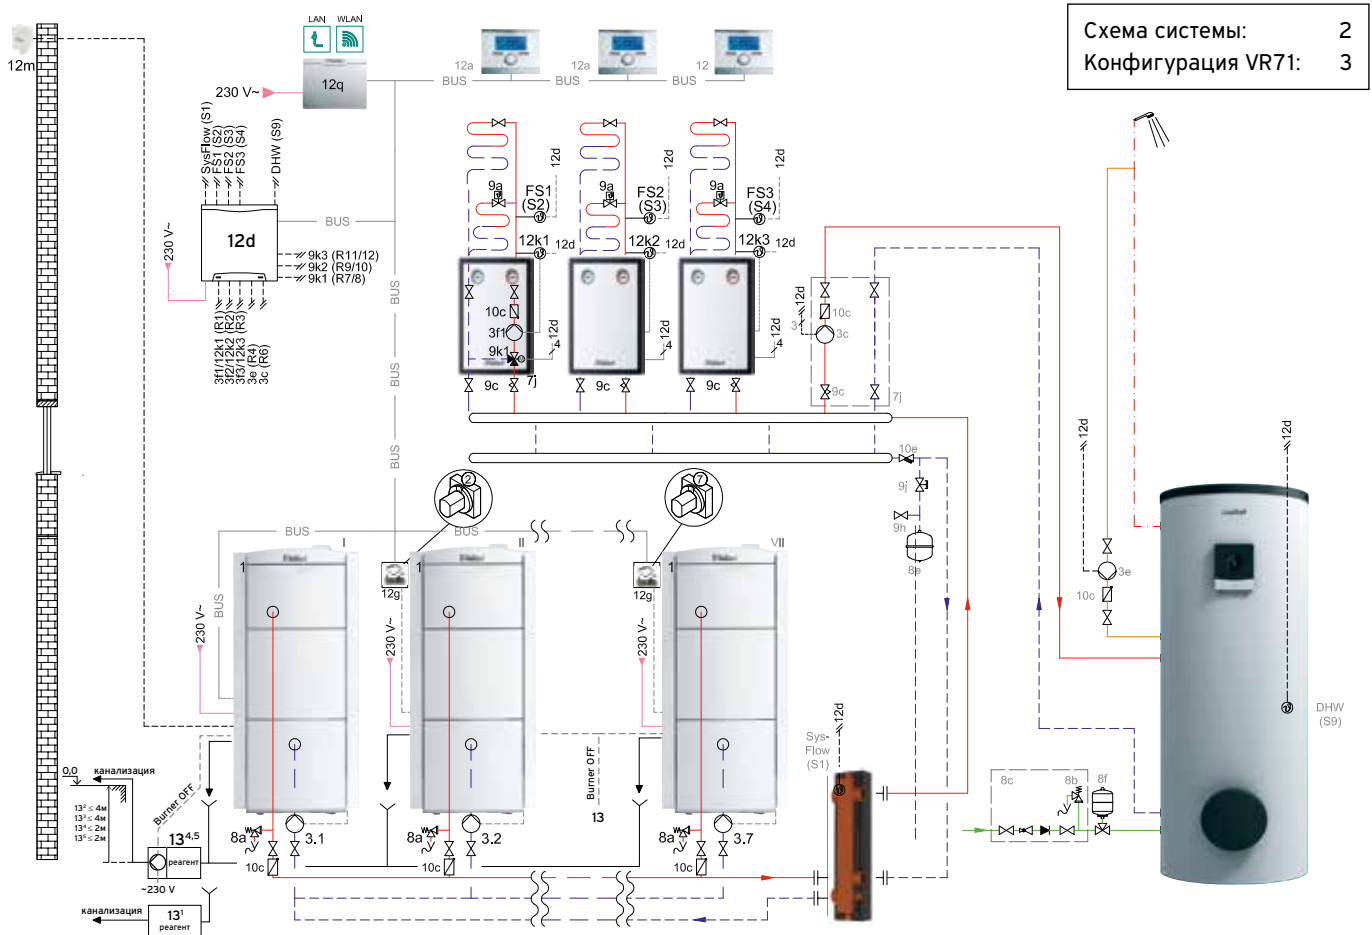 Схема системы: 2
Конфигурация VR71: 3
LAN
WLAN
12m
12q
230 V~
12a
12a
12
BUS
BUS
BUS
SysFlow (S1)
FS1 (S2)
FS2 (S3)
FS3 (S4)
DHW (S9)
BUS
12d
230 V~
9k3 (R11/12)
9k2 (R9/10)
9k1 (R7/8)
3f1/12k1 (R1)
3f2/12k2 (R2)
3f3/12k3 (R3)
3e (R4)
3c (R6)
BUS
BUS
12d
12d
12d
9a
9a
9a
FS1
(S2)
FS2
(S3)
FS3
(S4)
12k1
12d
12k2
12d
12k3
12d
10c
3f1
9k1
12d
4
12d
4
12d
4
9c
7j
9c
9c
12d
3
10c
3c
9c
7j
10e
9j
9h
8e
12d
12d
3e
10c
DHW
(S9)
2
7
BUS
BUS
I
II
VII
1
1
1
12g
12g
BUS
230 V~
230 V~
230 V~
Sys-
Flow
(S1)
12d
0,0
канализация
13² ≤ 4м
13³ ≤ 4м
13⁴ ≤ 2м
13⁵ ≤ 2м
Burner OFF
Burner OFF
13
13⁴,⁵
реагент
~230 V
канализация
13¹
реагент
8a
3.1
8a
3.2
8a
3.7
10c
10c
10c
8c
8b
8f